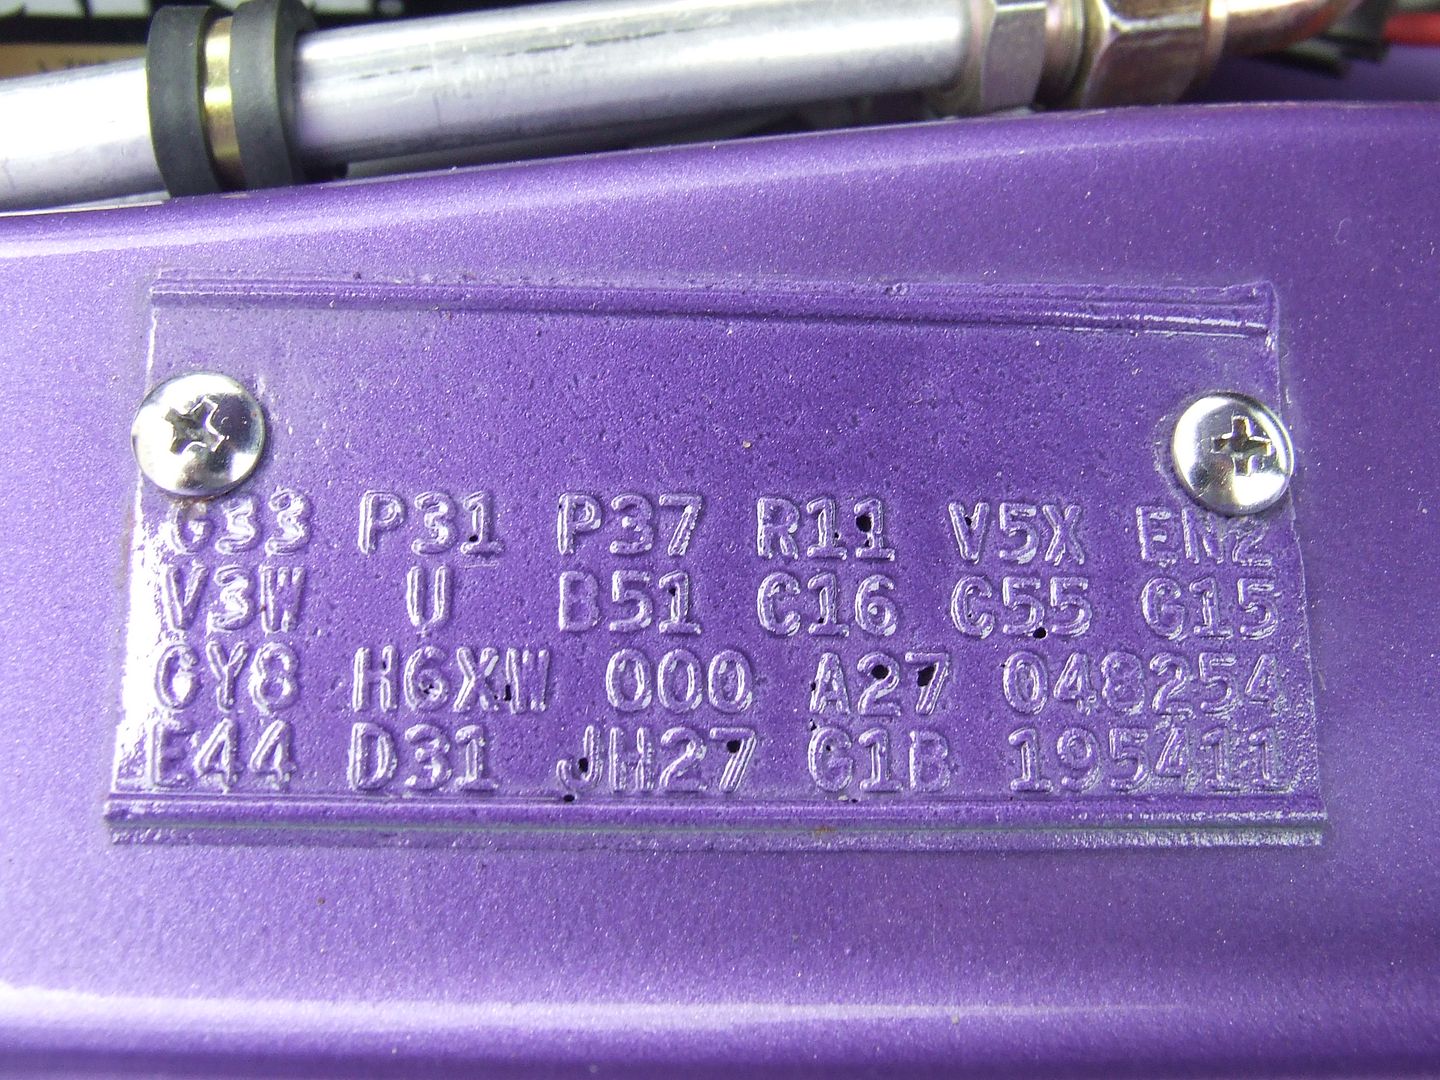 G33 P31 P37 R11 V5X EN2
V3W U B51 C16 C55 G15
GY8 H6XW 000 A27 048254
E44 D31 JH27 G1B 195411